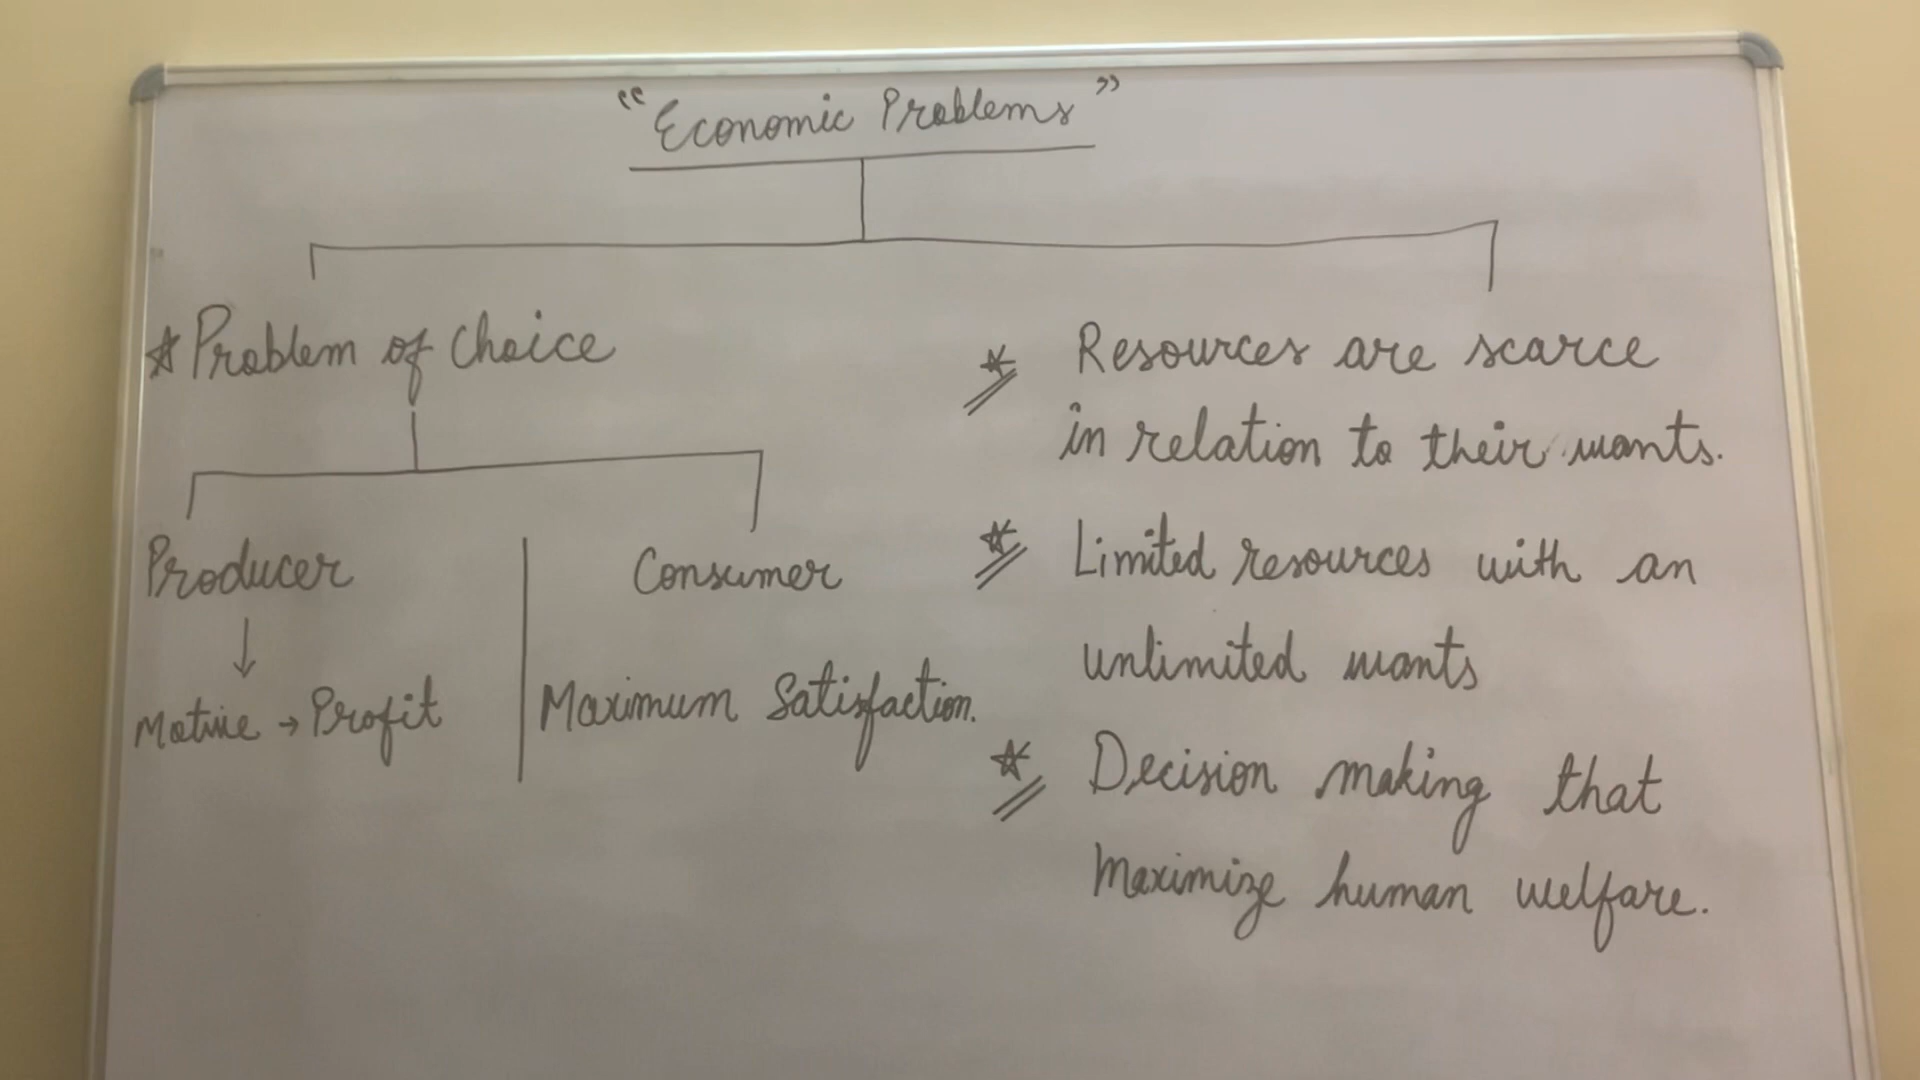 “Economic Problems”
☆ Problem of Choice
Producer
Consumer
↓
Motive → Profit
Maximum Satisfaction.
☆ Resources are scarce
in relation to their wants.
☆ Limited resources with an
unlimited wants
☆ Decision making that
Maximize human welfare.